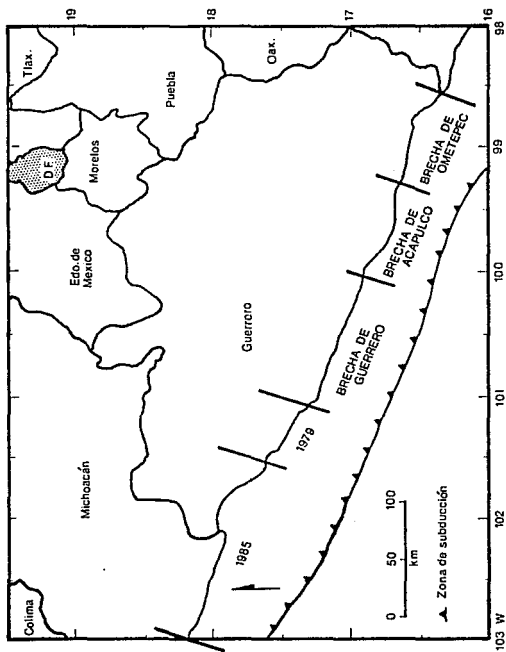 Colima
Michoacán
Edo. de
Mexico
D F.
Tlax.
Morelos
Puebla
Guerrero
Oax.
1985
1979
BRECHA DE
GUERRERO
BRECHA DE
ACAPULCO
BRECHA DE
OMETEPEC
0 50 100
km
Zona de subducción
19
18
17
16
103 W 102 101 100 99 98